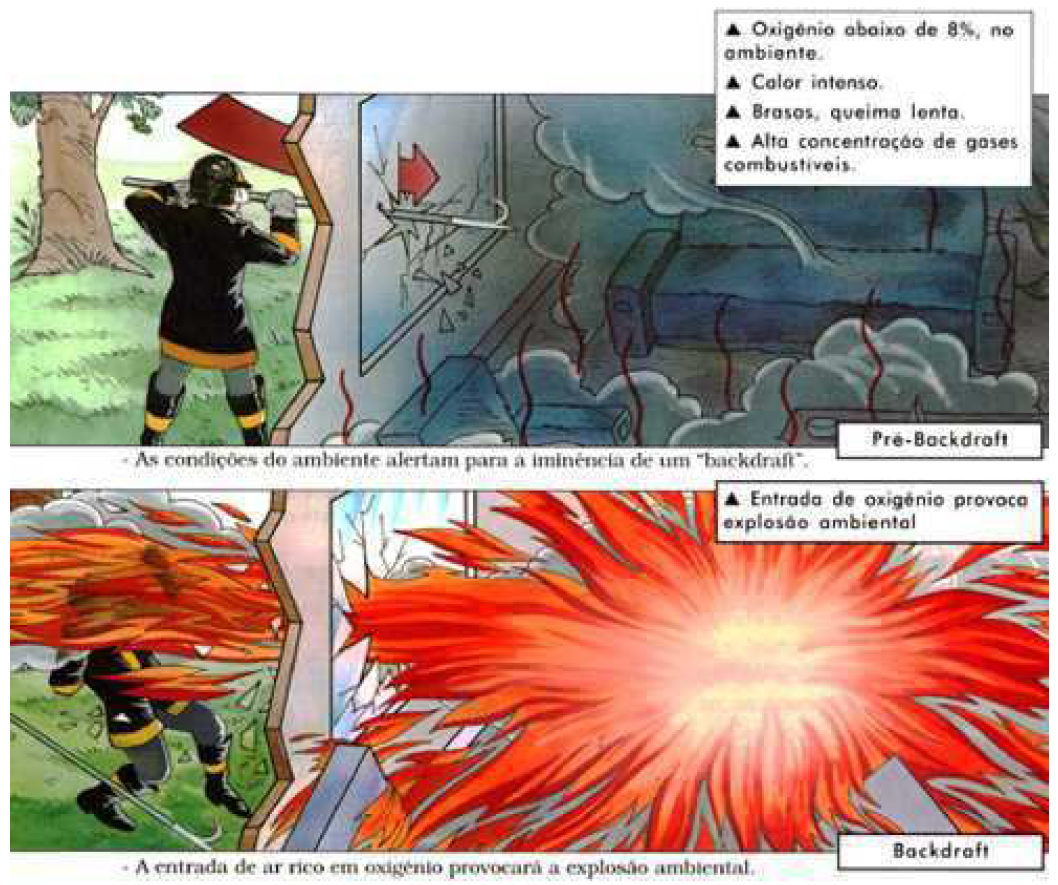 ▲ Oxigênio abaixo de 8%, no
ambiente.
▲ Calor intenso.
▲ Brasas, queima lenta.
▲ Alta concentração de gases
combustíveis.
Pré-Backdraft
- As condições do ambiente alertam para a iminência de um "backdraft".
▲ Entrada de oxigênio provoca
explosão ambiental
Backdraft
- A entrada de ar rico em oxigênio provocará a explosão ambiental.